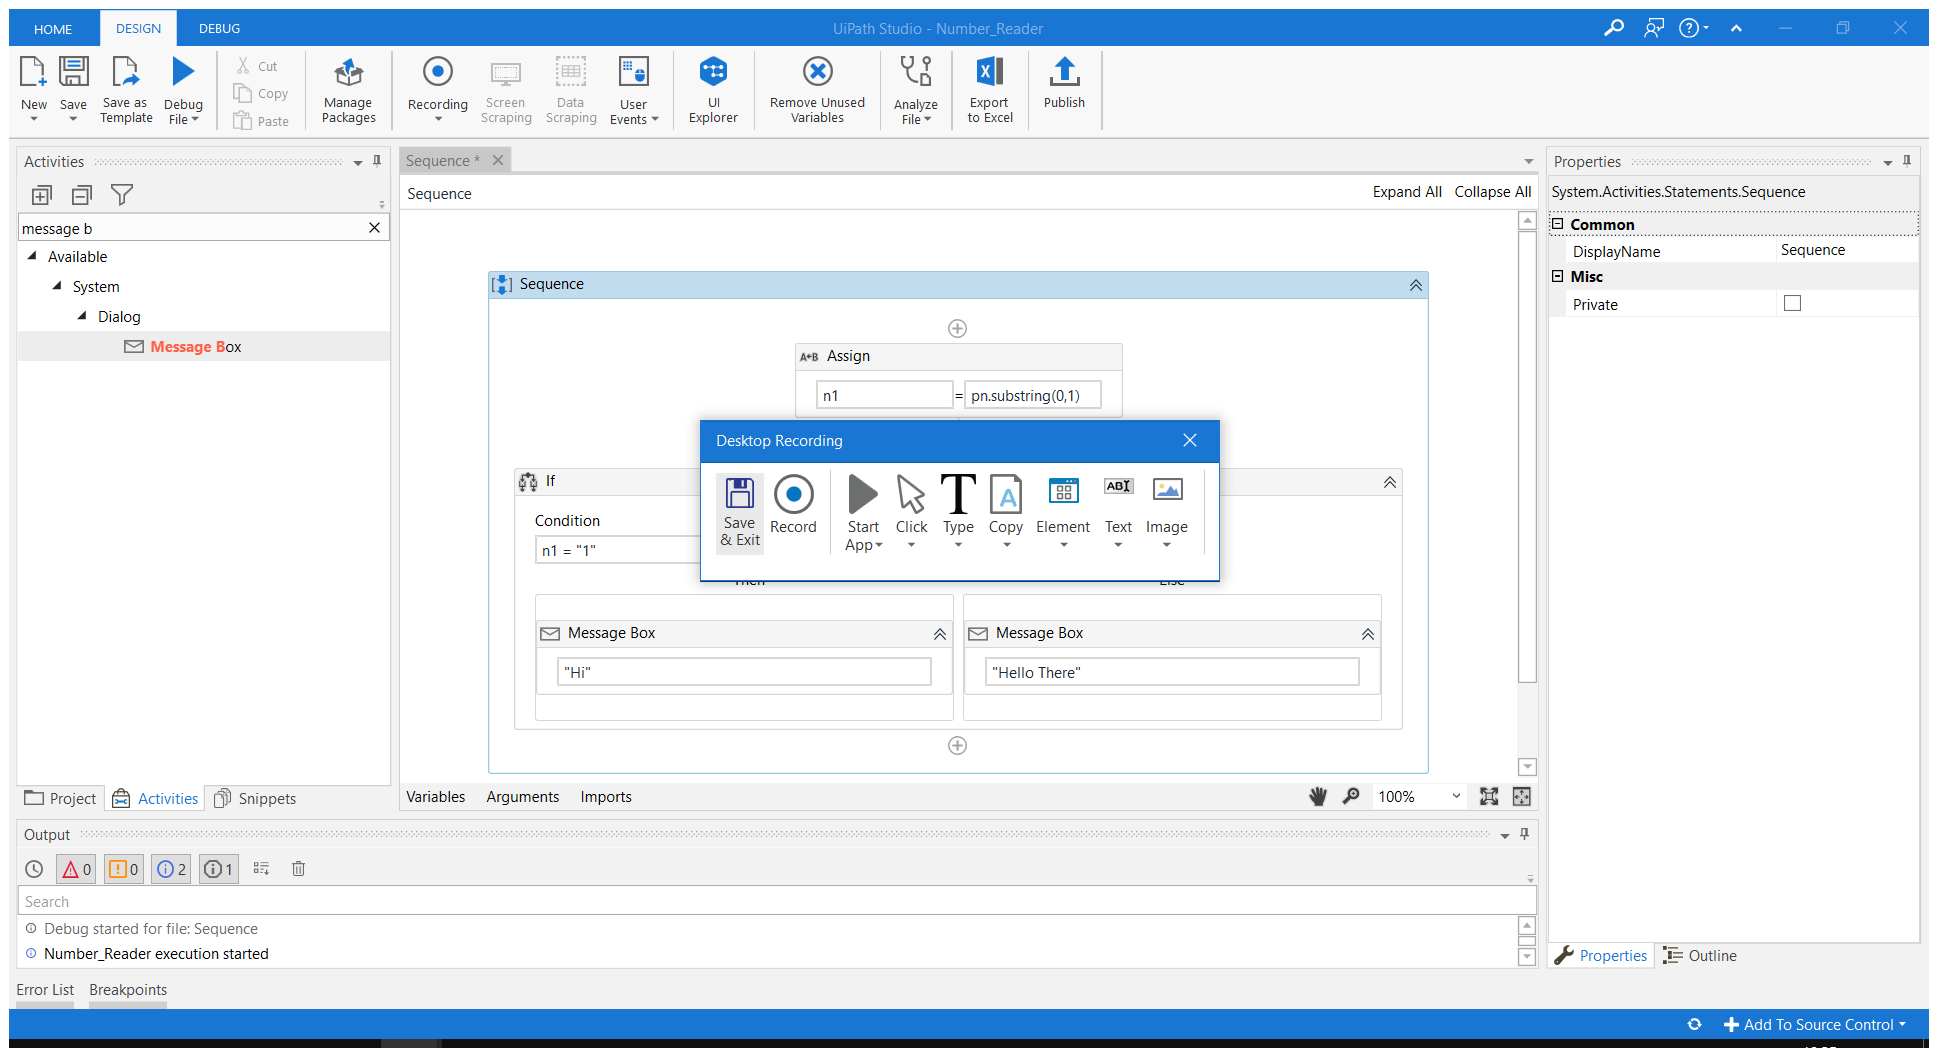 HOME DESIGN DEBUG UiPath Studio - Number_Reader
New Save Save as Template Debug File Cut Copy Paste Manage Packages Recording Screen Scraping Data Scraping User Events UI Explorer Remove Unused Variables Analyze File Export to Excel Publish
Activities
message b
Available
System
Dialog
Message Box
Project Activities Snippets
Sequence *
Sequence Expand All Collapse All
Sequence
A+B Assign
n1 = pn.substring(0,1)
If
Condition
n1 = "1"
Desktop Recording
Save & Exit Record Start App Click Type Copy Element Text Image
Then Else
Message Box
"Hi"
Message Box
"Hello There"
Variables Arguments Imports 100%
Properties
System.Activities.Statements.Sequence
Common
DisplayName Sequence
Misc
Private
Properties Outline
Output
0 0 2 1
Search
Debug started for file: Sequence
Number_Reader execution started
Error List Breakpoints
Add To Source Control